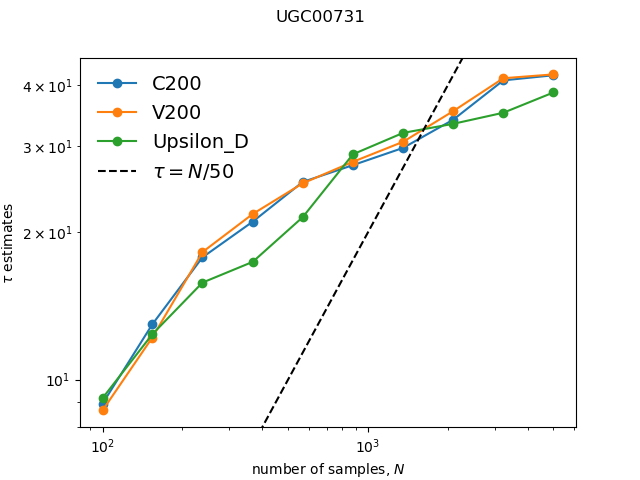 UGC00731
C200
V200
Upsilon_D
τ = N/50
4 × 10¹
3 × 10¹
2 × 10¹
10¹
τ estimates
10² 10³
number of samples, N